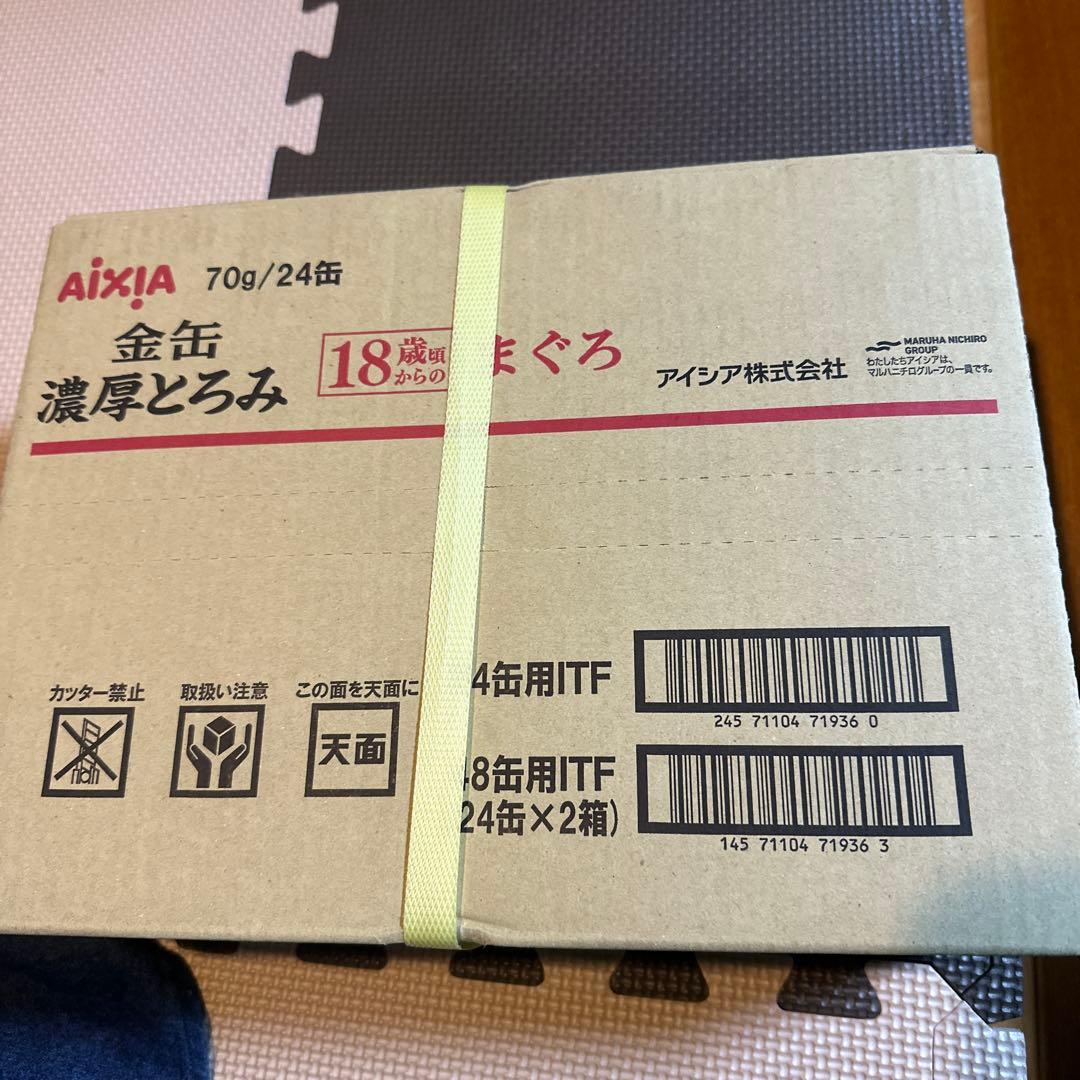 AIXIA 70g/24缶
金缶
濃厚とろみ
18歳頃
からの
まぐろ
アイシア株式会社
MARUHA NICHIRO
GROUP
わたしたちアイシアは、
マルハニチログループの一員です。
カッター禁止
取扱い注意
この面を天面に
天面
4缶用ITF
245 71104 71936 0
48缶用ITF
24缶×2箱)
145 71104 71936 3